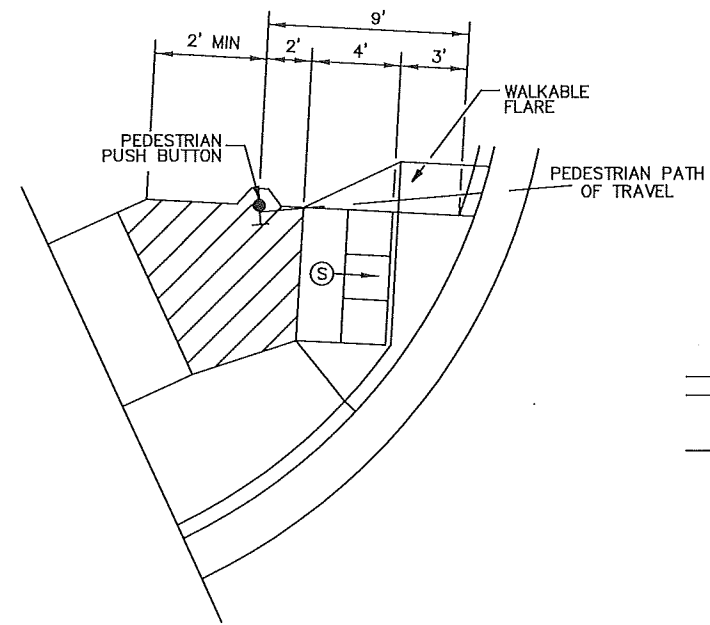 9'
2' MIN
2'
4'
3'
WALKABLE
FLARE
PEDESTRIAN
PUSH BUTTON
PEDESTRIAN PATH
OF TRAVEL
S